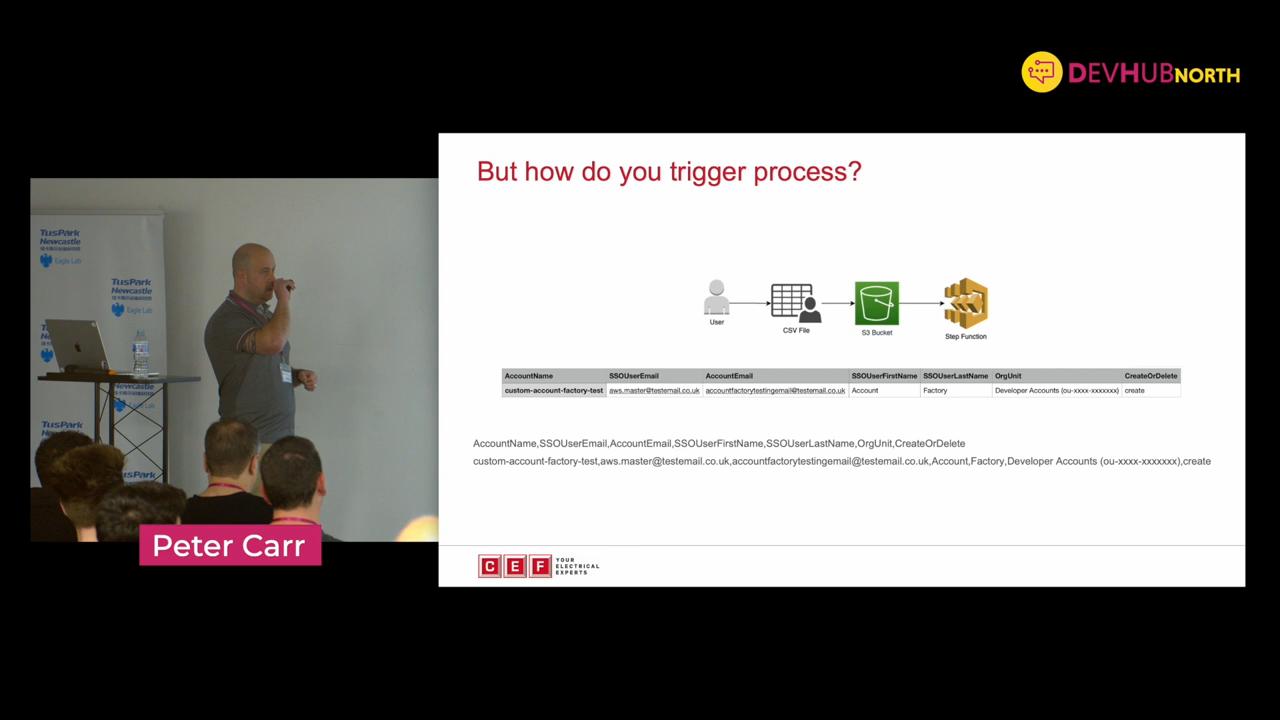 DEVHUBNORTH
But how do you trigger process?
User
CSV File
S3 Bucket
Step Function
AccountName SSOUserEmail AccountEmail SSOUserFirstName SSOUserLastName OrgUnit CreateOrDelete
custom-account-factory-test aws.master@testemail.co.uk accountfactorytestingemail@testemail.co.uk Account Factory Developer Accounts (ou-xxxx-xxxxxxx) create
AccountName,SSOUserEmail,AccountEmail,SSOUserFirstName,SSOUserLastName,OrgUnit,CreateOrDelete
custom-account-factory-test,aws.master@testemail.co.uk,accountfactorytestingemail@testemail.co.uk,Account,Factory,Developer Accounts (ou-xxxx-xxxxxxx),create
CEF
YOUR
ELECTRICAL
EXPERTS
TusPark
Newcastle
Eagle Lab
TusPark
Newcastle
Eagle Lab
TusPark
Eagle Lab
TusPark
Peter Carr